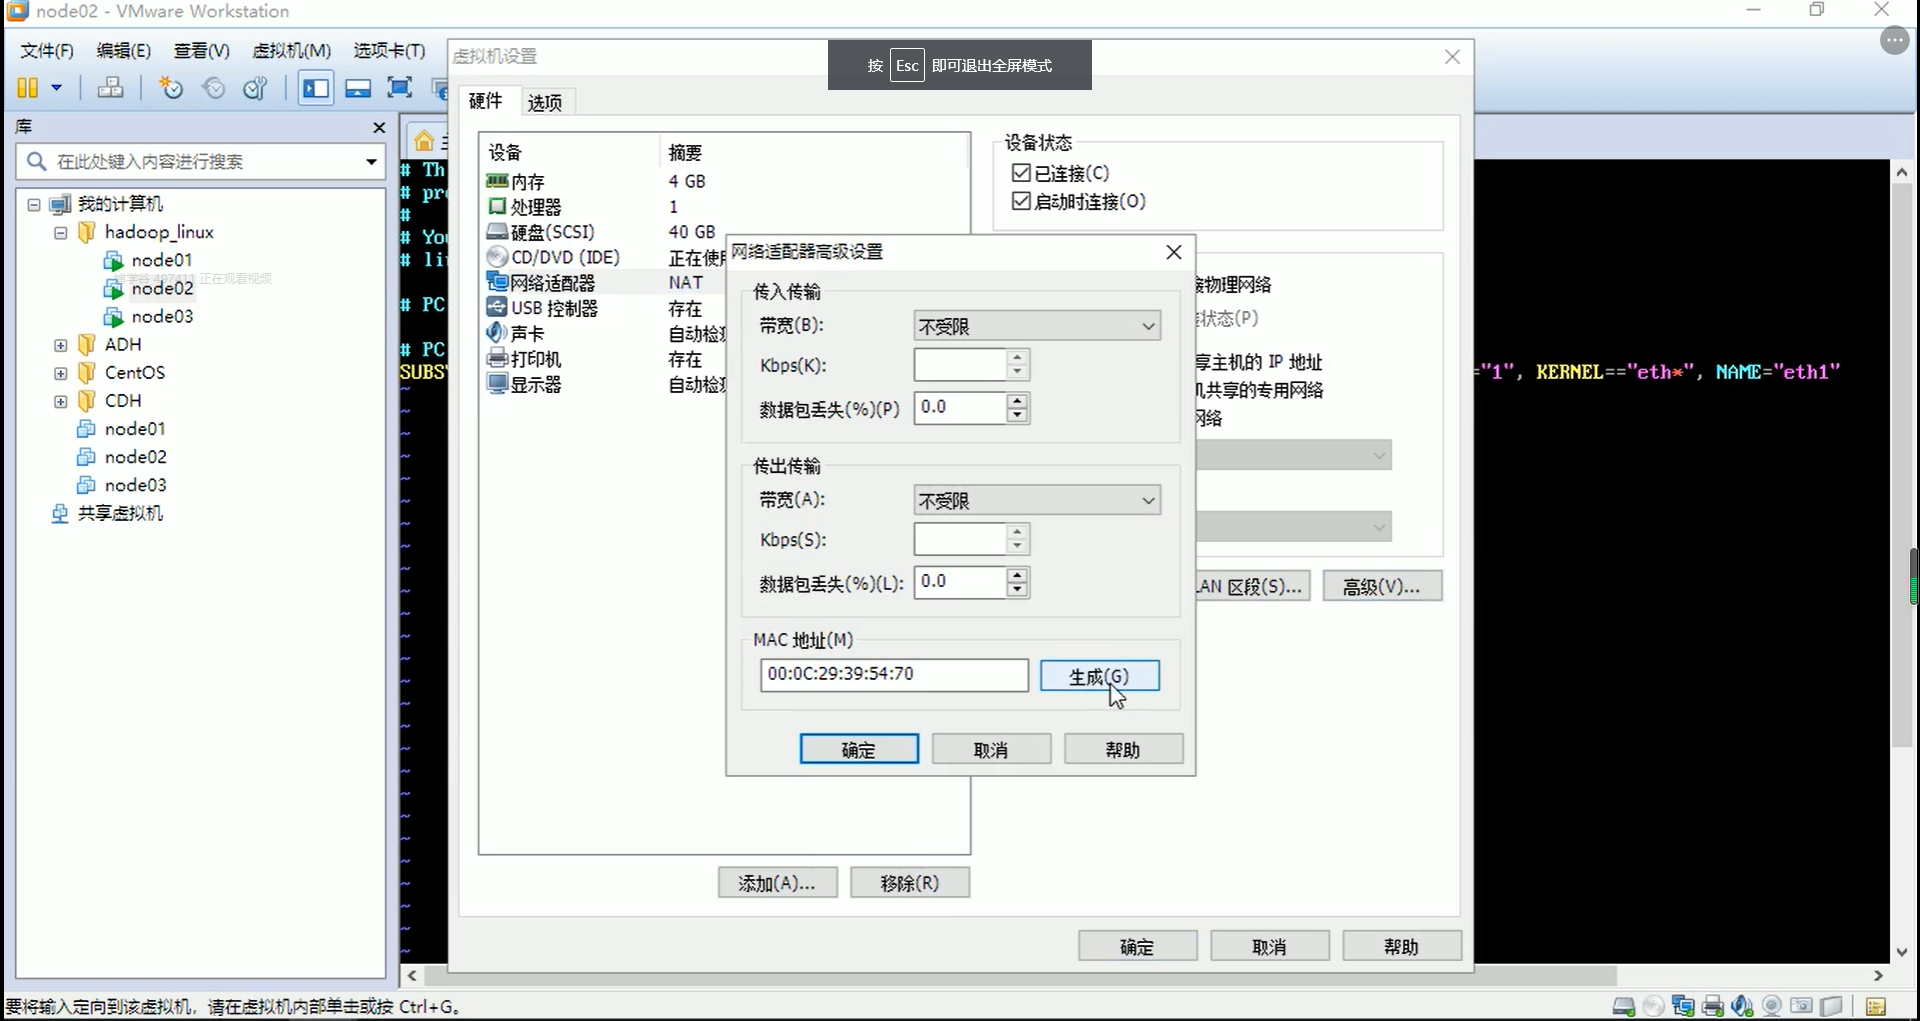 node02 - VMware Workstation
文件(F) 编辑(E) 查看(V) 虚拟机(M) 选项卡(T)
虚拟机设置
按 Esc 即可退出全屏模式
硬件 选项
库
在此处键入内容进行搜索
我的计算机
hadoop_linux
node01
正在观看视频
node02
node03
ADH
CentOS
CDH
node01
node02
node03
共享虚拟机
# Th
# pr
#
# You
# li
# PC
# PC
SUBS
="1", KERNEL=="eth*", NAME="eth1"
设备 摘要
内存 4 GB
处理器 1
硬盘(SCSI) 40 GB
CD/DVD (IDE) 正在使
网络适配器 NAT
USB 控制器 存在
声卡 自动检
打印机 存在
显示器 自动检
添加(A)... 移除(R)
设备状态
已连接(C)
启动时连接(O)
物理网络
状态(P)
享主机的 IP 地址
机共享的专用网络
网络
LAN 区段(S)... 高级(V)...
确定 取消 帮助
网络适配器高级设置
传入传输
带宽(B): 不受限
Kbps(K):
数据包丢失(%)(P) 0.0
传出传输
带宽(A): 不受限
Kbps(S):
数据包丢失(%)(L): 0.0
MAC 地址(M)
00:0C:29:39:54:70 生成(G)
确定 取消 帮助
要将输入定向到该虚拟机，请在虚拟机内部单击或按 Ctrl+G。